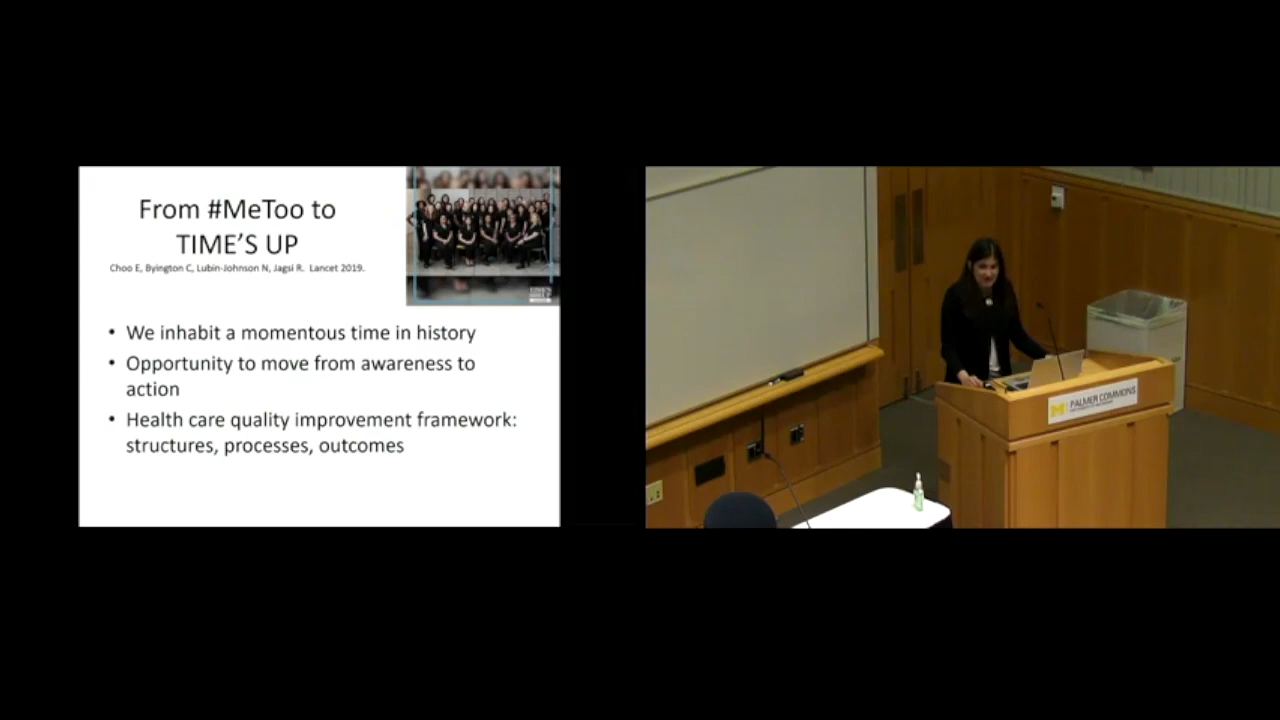 From #MeToo to
TIME'S UP
Choo E, Byington C, Lubin-Johnson N, Jagsi R.  Lancet 2019.
• We inhabit a momentous time in history
• Opportunity to move from awareness to
action
• Health care quality improvement framework:
structures, processes, outcomes
M PALMER COMMONS